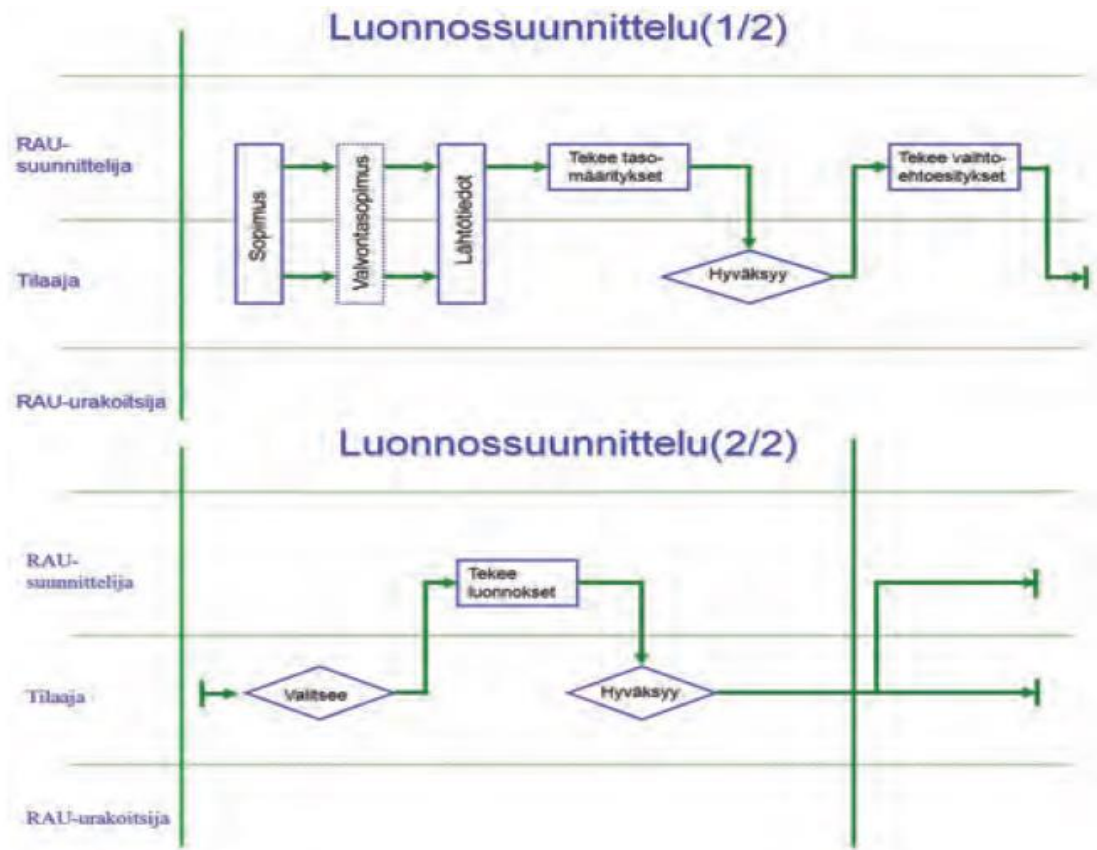 Luonnossuunnittelu(1/2)
RAU-
suunnittelija
Sopimus
Valvontasopimus
Lähtötiedot
Tekee taso-
määritykset
Tekee vaihto-
ehtoesitykset
Tilaaja
Hyväksyy
RAU-urakoitsija
Luonnossuunnittelu(2/2)
RAU-
suunnittelija
Tekee
luonnokset
Tilaaja
Valitsee
Hyväksyy
RAU-urakoitsija